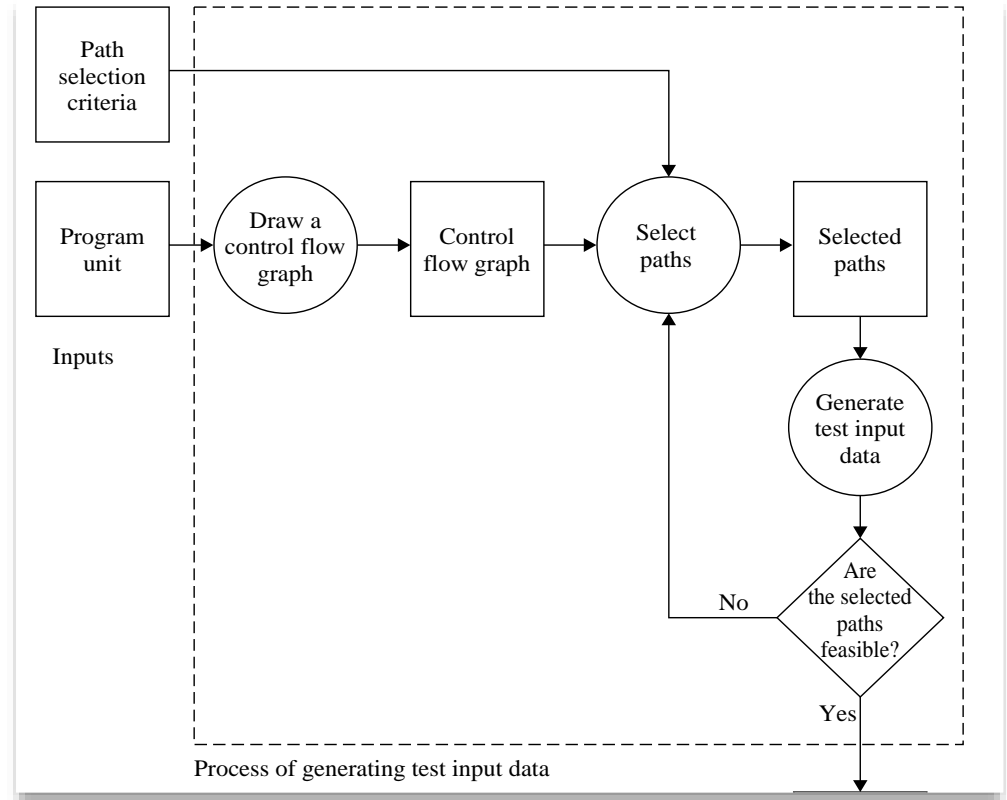 Path
selection
criteria
Program
unit
Draw a
control flow
graph
Control
flow graph
Select
paths
Selected
paths
Inputs
Generate
test input
data
Are
the selected
paths
feasible?
No
Yes
Process of generating test input data